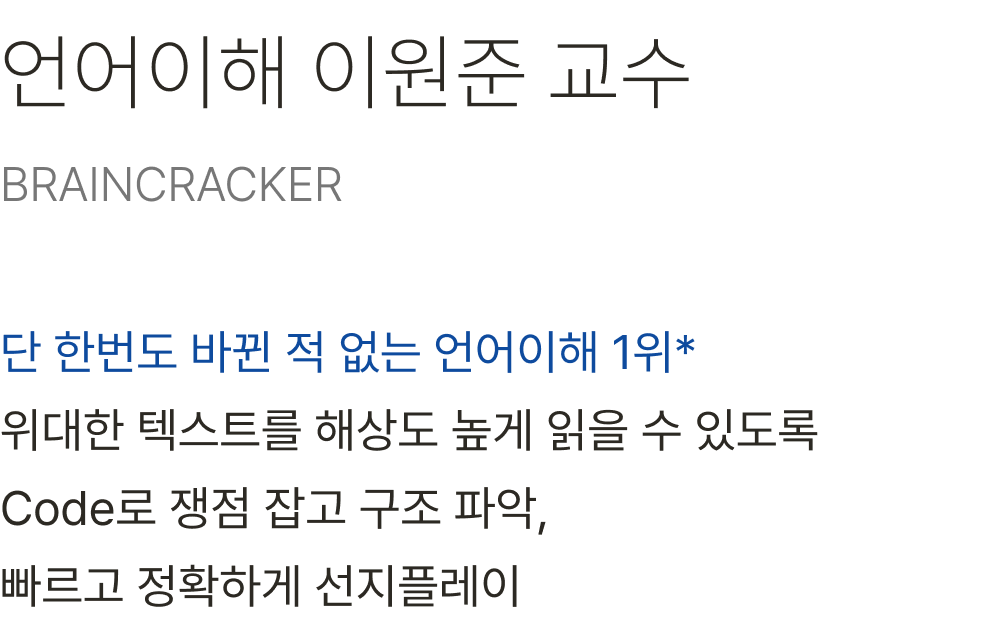 언어이해 이원준 교수
BRAINCRACKER
단 한번도 바뀐 적 없는 언어이해 1위*
위대한 텍스트를 해상도 높게 읽을 수 있도록
Code로 쟁점 잡고 구조 파악,
빠르고 정확하게 선지플레이